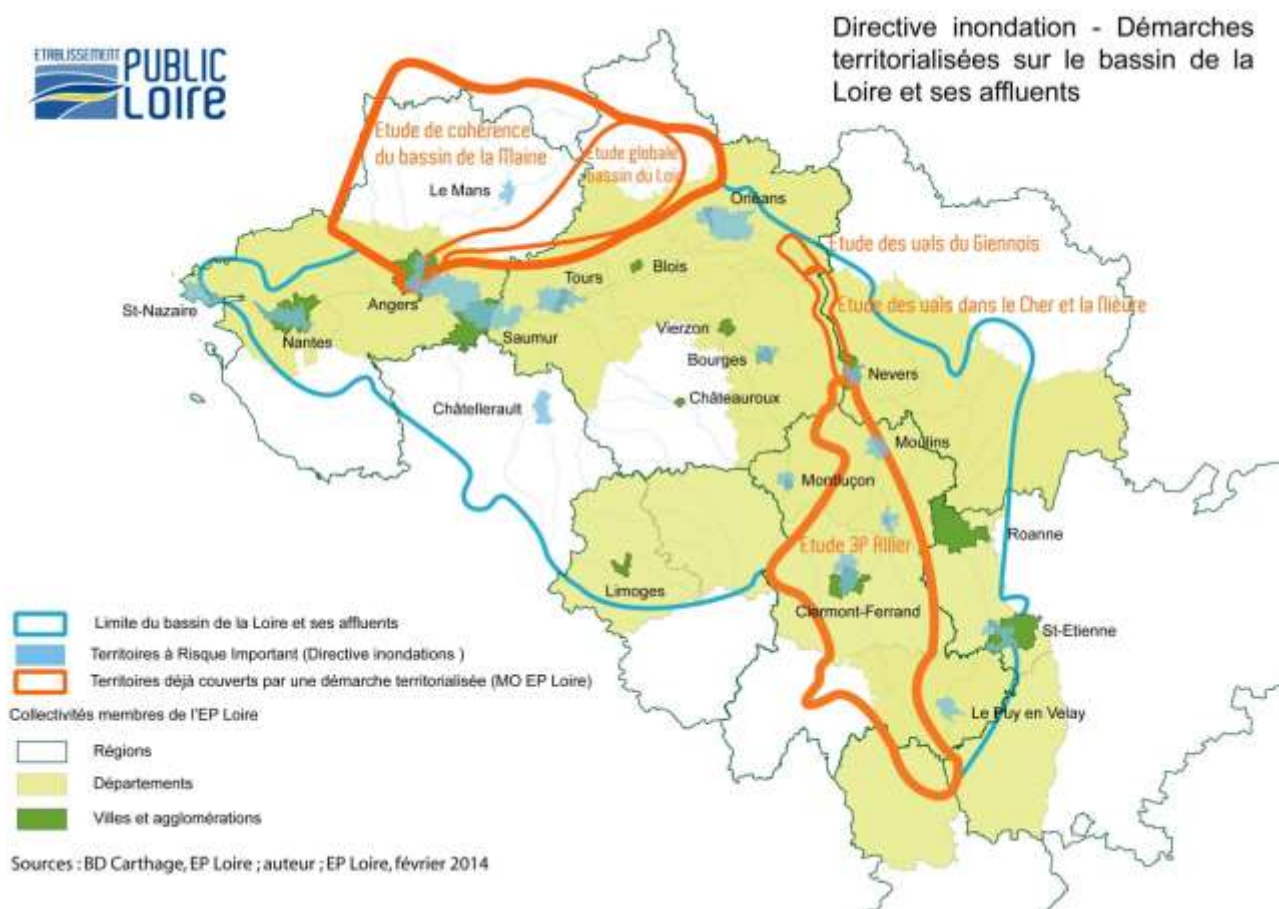 ETABLISSEMENT
PUBLIC
LOIRE
Directive inondation - Démarches
territorialisées sur le bassin de la
Loire et ses affluents
Etude de cohérence
du bassin de la Maine
Etude globale
bassin du Loir
Le Mans
Orléans
Etude des vals du Giennois
Etude des vals dans le Cher et la Nièvre
Blois
Tours
Angers
St-Nazaire
Nantes
Saumur
Vierzon
Bourges
Nevers
Châteauroux
Châtellerault
Moulins
Montluçon
Roanne
Etude 3P Allier
Limoges
Clermont-Ferrand
St-Etienne
Le Puy en Velay
Limite du bassin de la Loire et ses affluents
Territoires à Risque Important (Directive inondations )
Territoires déjà couverts par une démarche territorialisée (MO EP Loire)
Collectivités membres de l'EP Loire
Régions
Départements
Villes et agglomérations
Sources : BD Carthage, EP Loire ; auteur ; EP Loire, février 2014